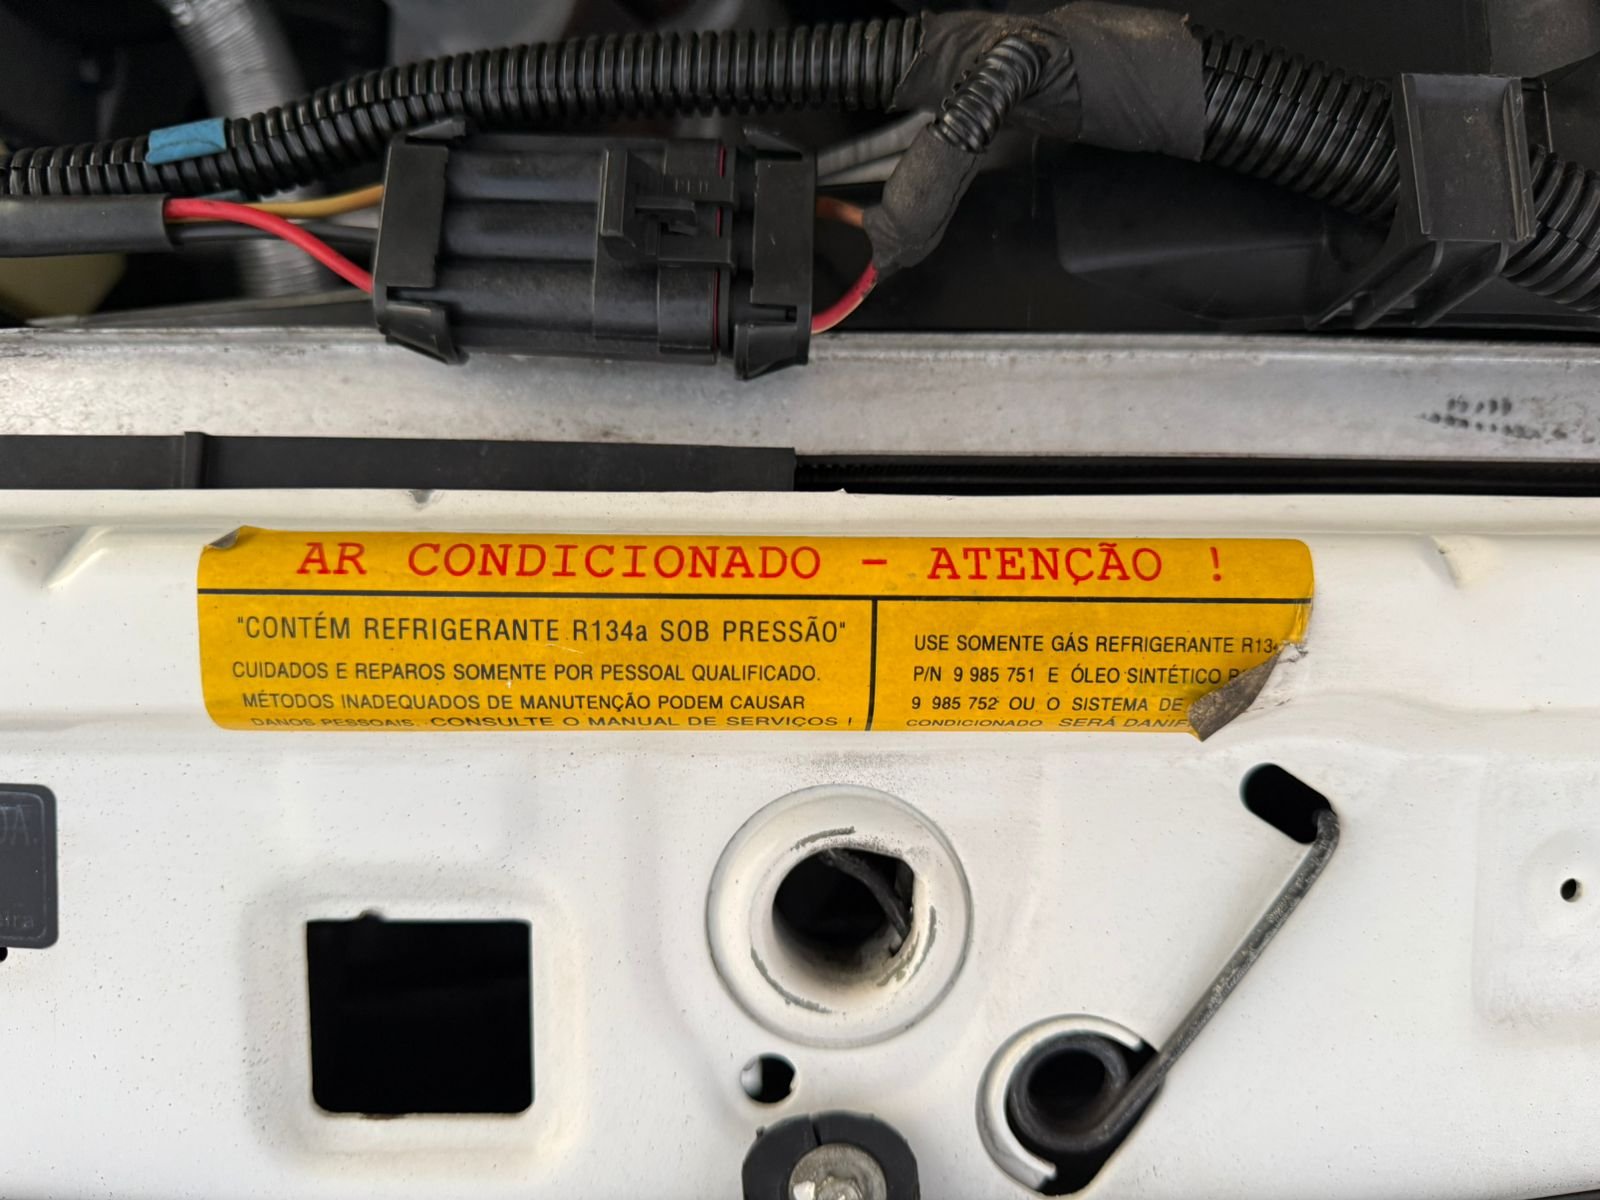 AR CONDICIONADO - ATENÇÃO !
"CONTÉM REFRIGERANTE R134a SOB PRESSÃO"
CUIDADOS E REPAROS SOMENTE POR PESSOAL QUALIFICADO.
MÉTODOS INADEQUADOS DE MANUTENÇÃO PODEM CAUSAR
DANOS PESSOAIS. CONSULTE O MANUAL DE SERVIÇOS !
USE SOMENTE GÁS REFRIGERANTE
P/N 9 985 751 E ÓLEO SINTÉTICO
9 985 752 OU O SISTEMA DE
CONDICIONADO SERÁ